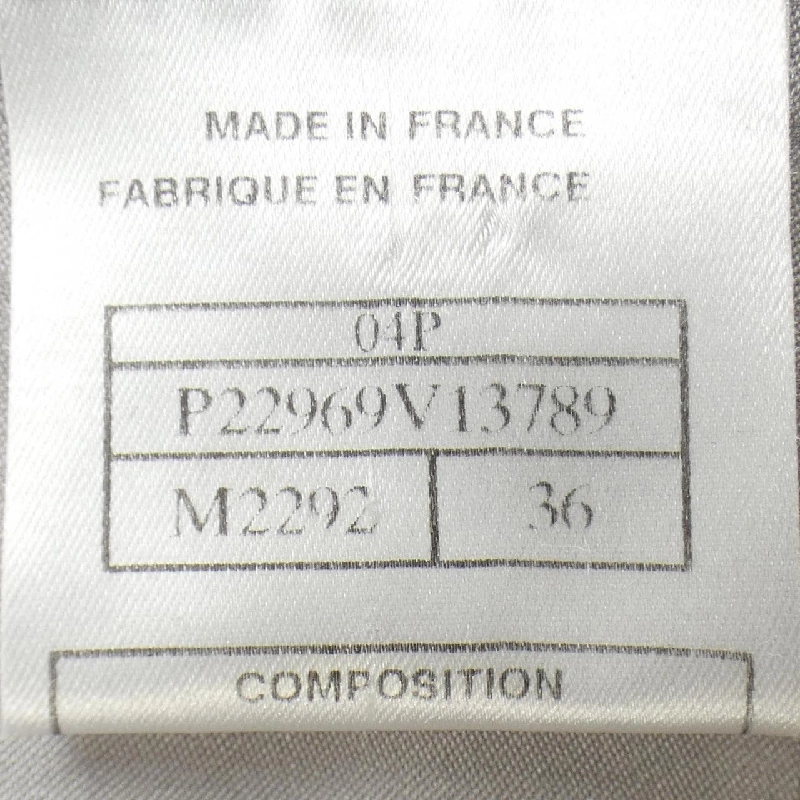 MADE IN FRANCE
FABRIQUE EN FRANCE
04P
P22969V13789
M2292 36
COMPOSITION